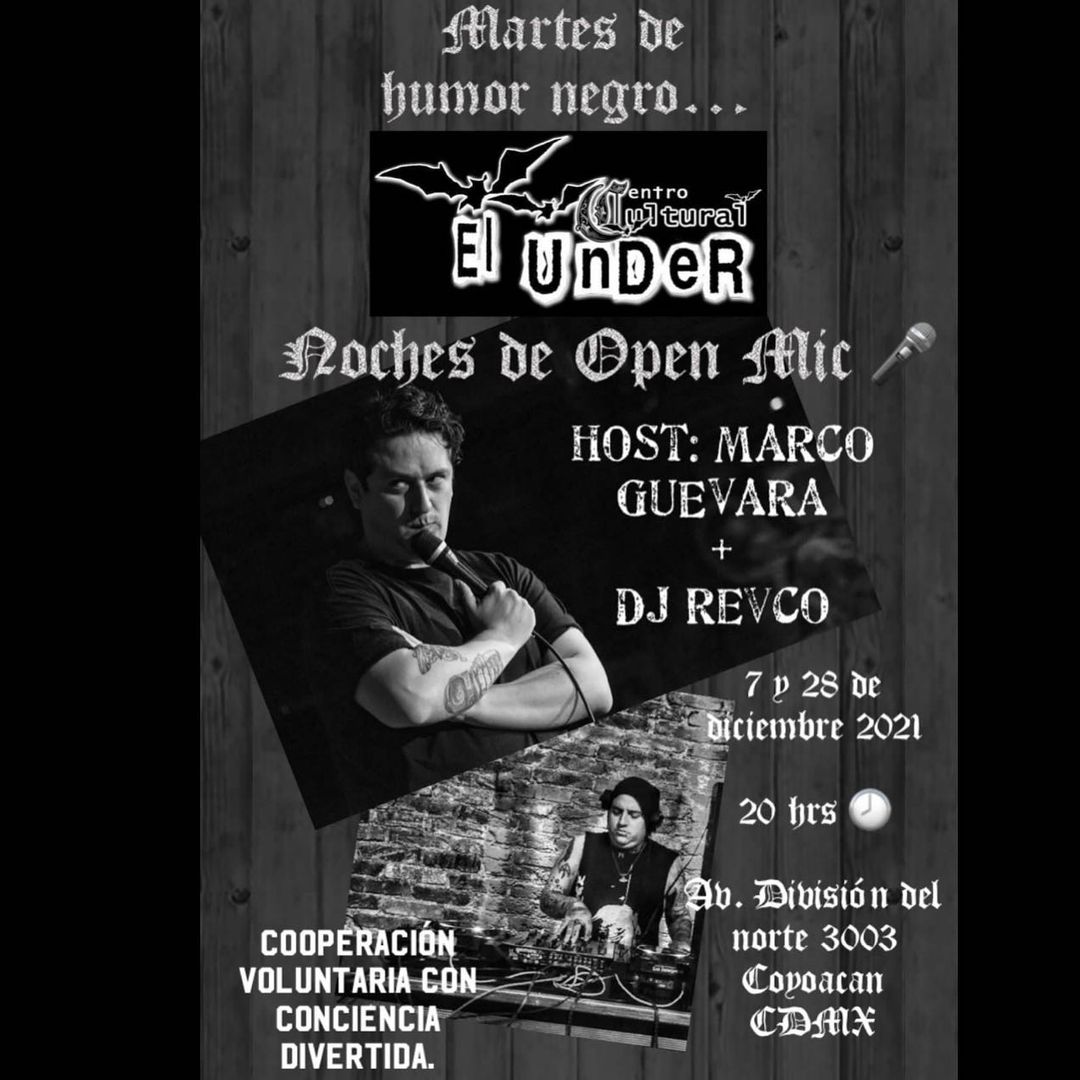 Martes de
humor negro...
Centro
Cultural
El UnDeR
Noches de Open Mic
HOST: MARCO
GUEVARA
+
DJ REVCO
7 y 28 de
diciembre 2021
20 hrs
Av. División del
norte 3003
Coyoacan
CDMX
COOPERACIÓN
VOLUNTARIA CON
CONCIENCIA
DIVERTIDA.